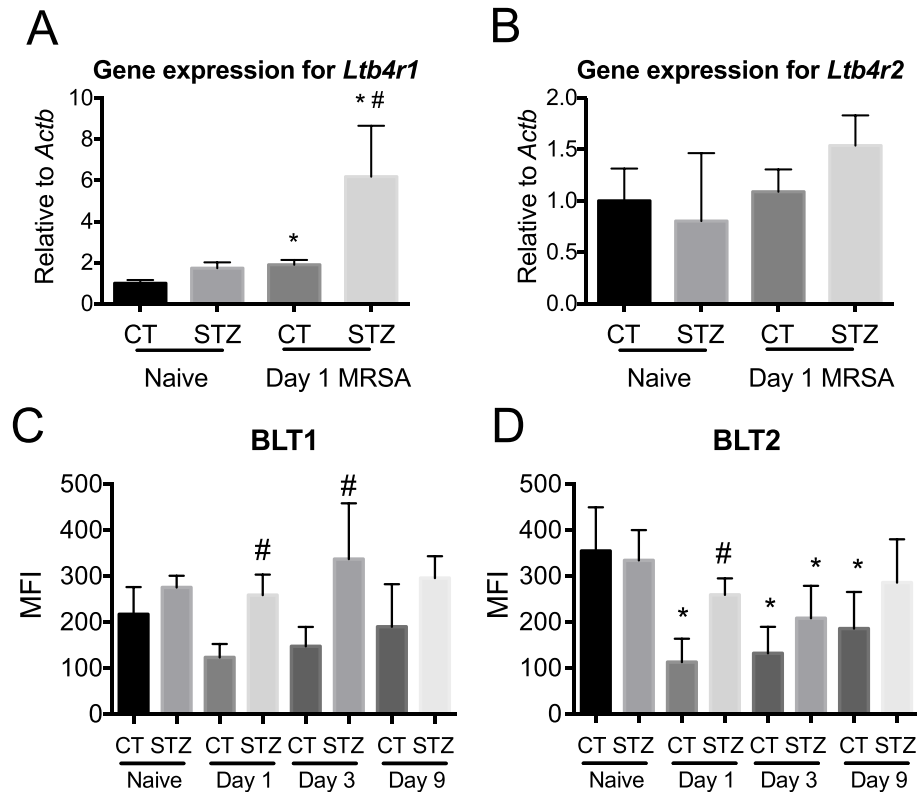 A
Gene expression for Ltb4r1
Relative to Actb
10
8
6
4
2
0
*
* #
CT STZ CT STZ
Naive Day 1 MRSA
B
Gene expression for Ltb4r2
Relative to Actb
2.0
1.5
1.0
0.5
0.0
CT STZ CT STZ
Naive Day 1 MRSA
C
BLT1
MFI
500
400
300
200
100
0
#
#
CT STZ CT STZ CT STZ CT STZ
Naive Day 1 Day 3 Day 9
D
BLT2
MFI
500
400
300
200
100
0
*
#
*
*
*
CT STZ CT STZ CT STZ CT STZ
Naive Day 1 Day 3 Day 9